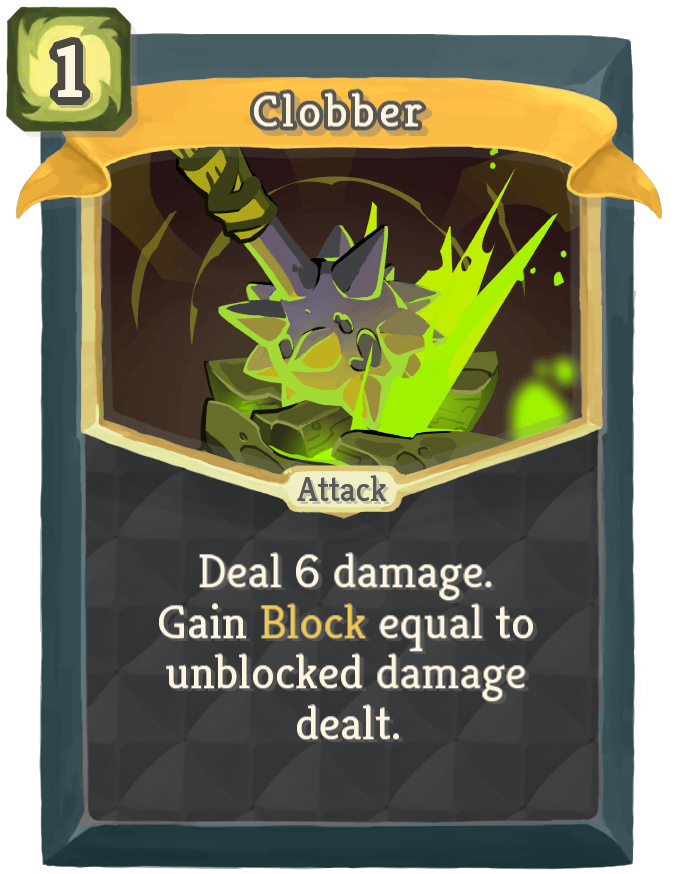 1
Clobber
Attack
Deal 6 damage.
Gain Block equal to
unblocked damage
dealt.